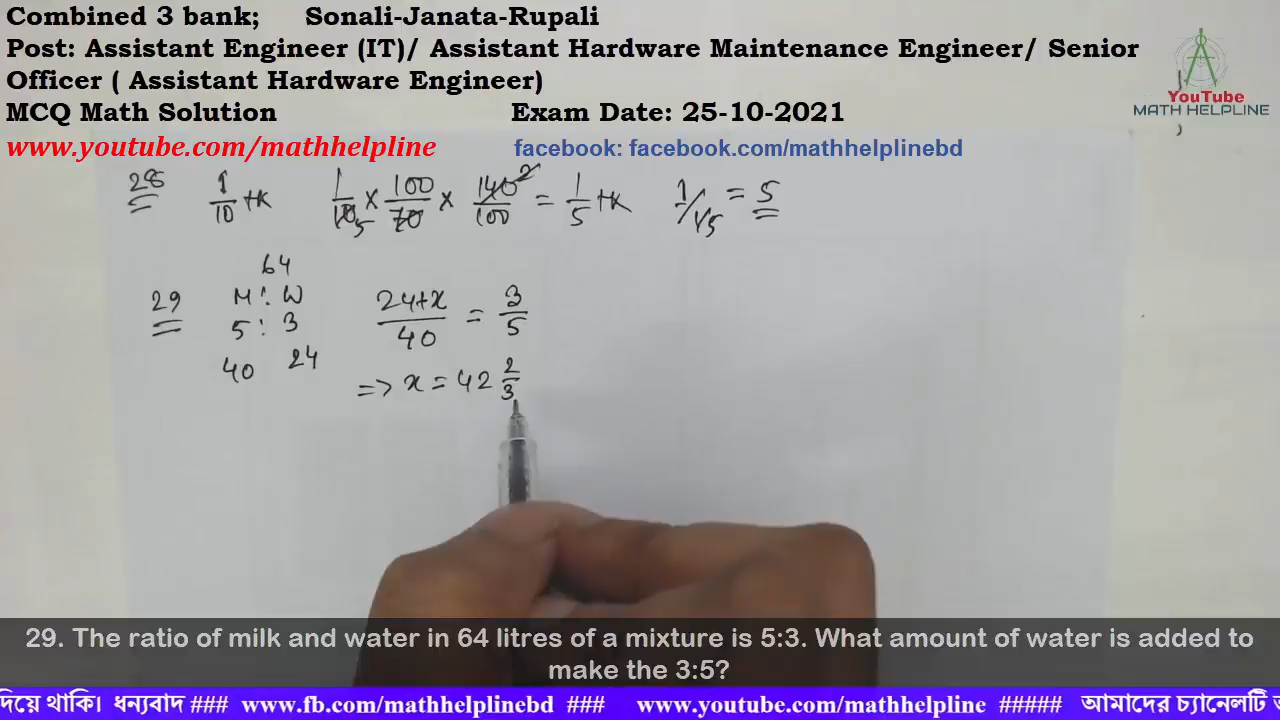 Combined 3 bank; Sonali-Janata-Rupali
Post: Assistant Engineer (IT)/ Assistant Hardware Maintenance Engineer/ Senior
Officer ( Assistant Hardware Engineer)
MCQ Math Solution Exam Date: 25-10-2021
YouTube
MATH HELPLINE
www.youtube.com/mathhelpline facebook: facebook.com/mathhelplinebd
28 1/10 tk 1/10 5 × 100/70 × 140 2/100 = 1/5 tk 1/1/5 = 5
64
29 M : W 24+x/40 = 3/5
5 : 3
40 24
=> x = 42 2/3
29. The ratio of milk and water in 64 litres of a mixture is 5:3. What amount of water is added to
make the 3:5?
দিয়ে থাকি। ধন্যবাদ ### www.fb.com/mathhelplinebd ### www.youtube.com/mathhelpline ##### আমাদের চ্যানেলটি